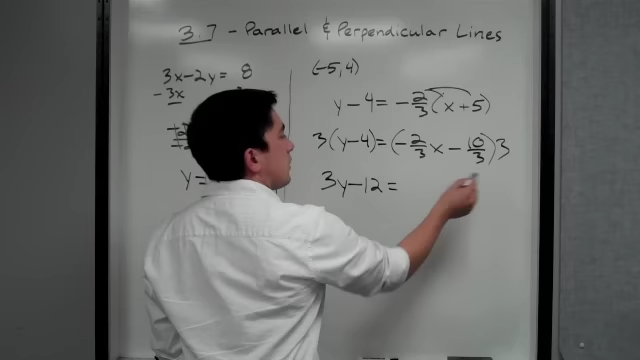 3.7 - Parallel & Perpendicular Lines
3x-2y = 8
-3x
y=
(-5,4)
y-4 = -2/3(x+5)
3(y-4)=(-2/3x-10/3)3
3y-12=